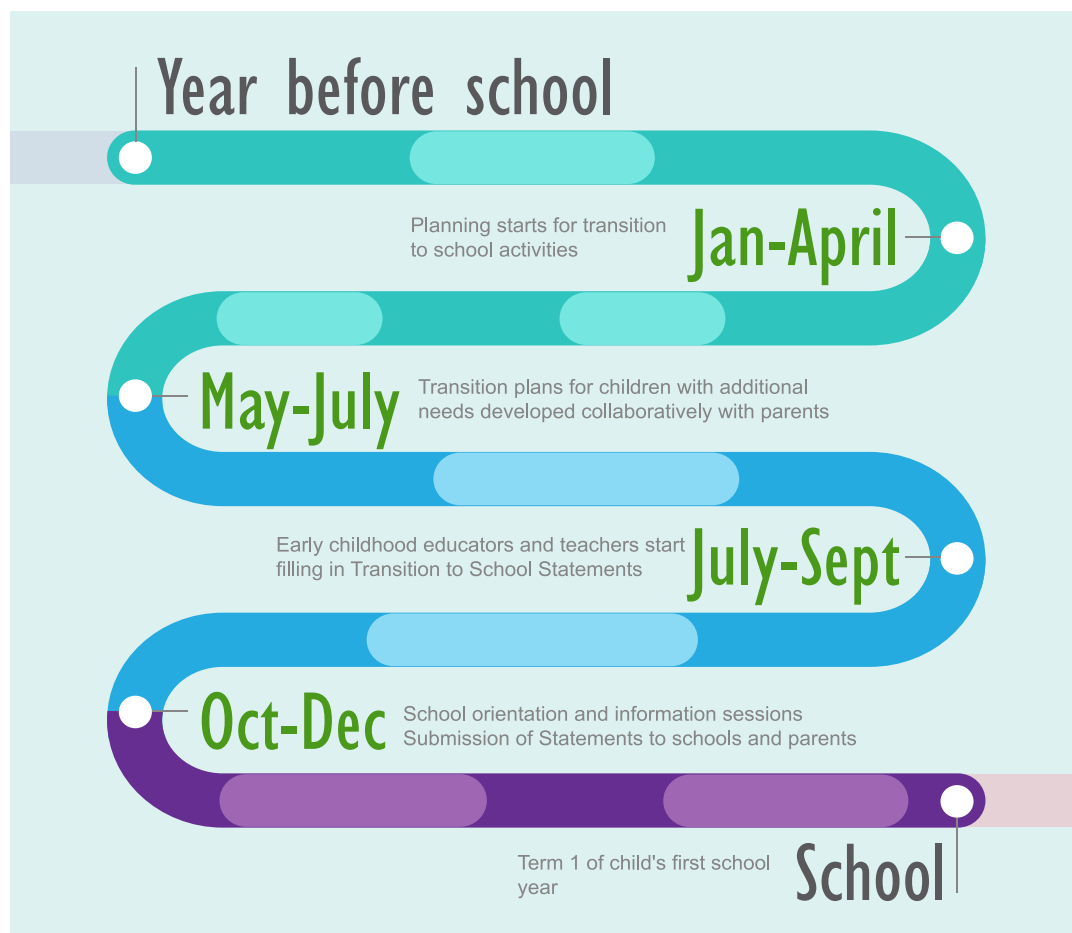 Year before school
Planning starts for transition
to school activities
Jan-April
May-July
Transition plans for children with additional
needs developed collaboratively with parents
Early childhood educators and teachers start
filling in Transition to School Statements
July-Sept
Oct-Dec
School orientation and information sessions
Submission of Statements to schools and parents
Term 1 of child's first school
year
School